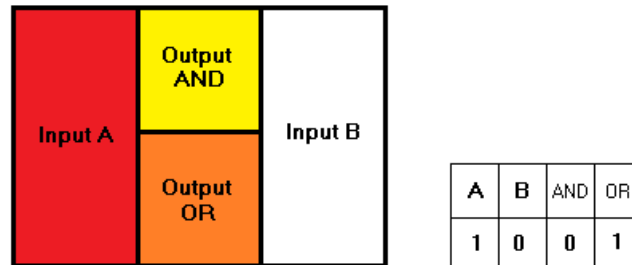 Input A
Output
AND
Output
OR
Input B
A B AND OR
1 0 0 1